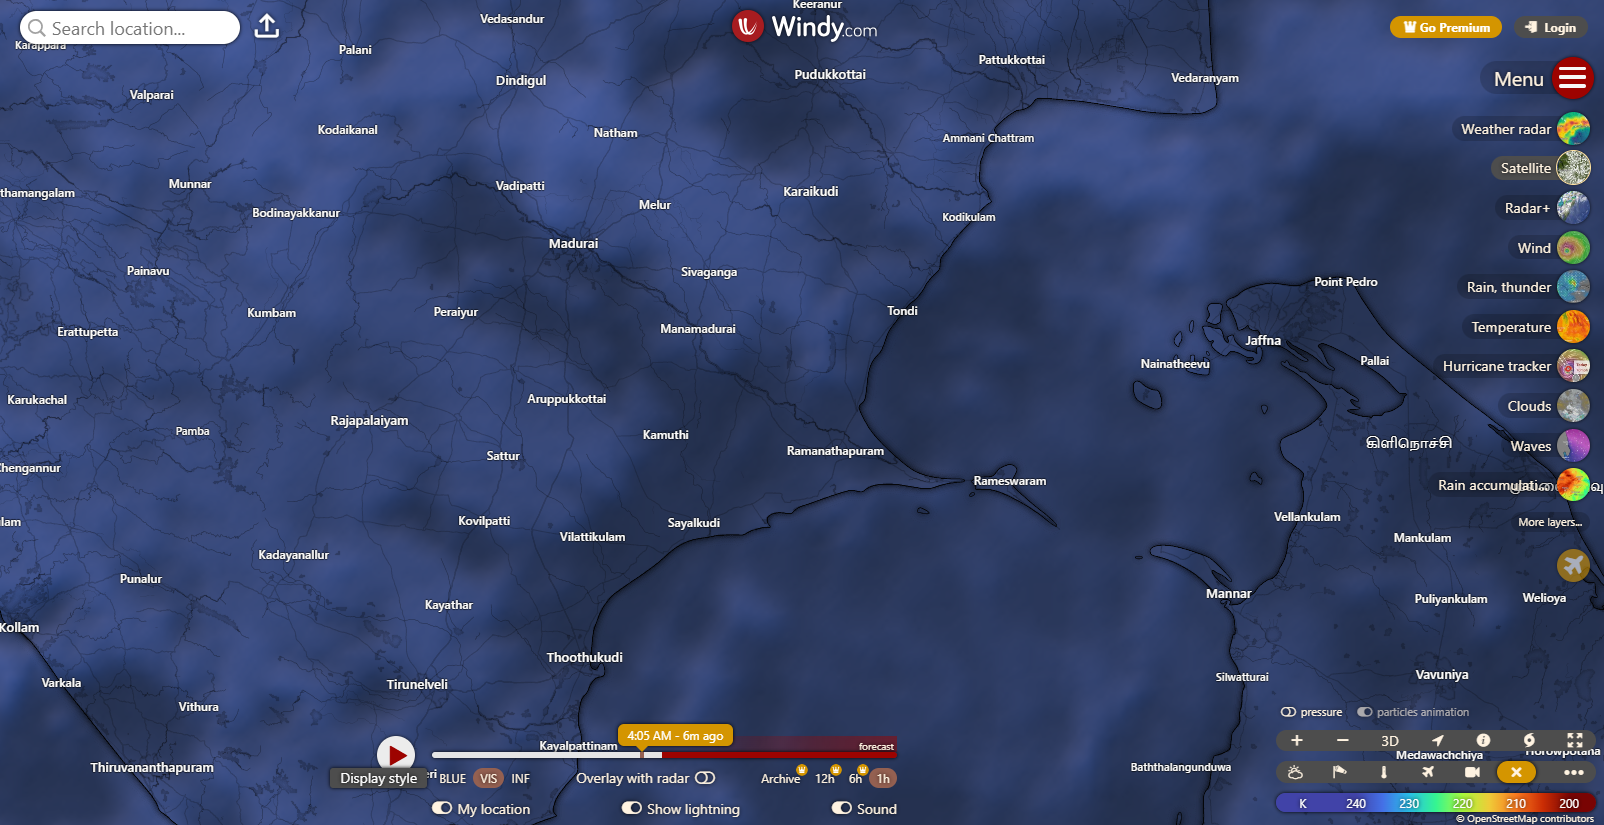 Search location...
Windy.com
Go Premium
Login
Menu
Weather radar
Satellite
Radar+
Wind
Rain, thunder
Temperature
Hurricane tracker
Clouds
Waves
Rain accumulati...
More layers...
Keeranur
Vedasandur
Karappara
Palani
Pattukkottai
Pudukkottai
Vedaranyam
Dindigul
Valparai
Kodaikanal
Natham
Ammani Chattram
Munnar
Vadipatti
Karaikudi
thamangalam
Melur
Bodinayakkanur
Kodikulam
Madurai
Painavu
Sivaganga
Point Pedro
Kumbam
Peraiyur
Tondi
Erattupetta
Manamadurai
Jaffna
Nainatheevu
Pallai
Karukachal
Aruppukkottai
Rajapalaiyam
Pamba
Kamuthi
கிளிநொச்சி
Ramanathapuram
Sattur
Chengannur
Rameswaram
Vellankulam
lam
Kovilpatti
Sayalkudi
Vilattikulam
Mankulam
Kadayanallur
Punalur
Mannar
Puliyankulam
Welioya
Kayathar
Kollam
Thoothukudi
Vavuniya
Silwatturai
Varkala
Tirunelveli
Vithura
Kayalpattinam
Thiruvananthapuram
Baththalangunduwa
Medawachchiya
Horowpotana
4:05 AM - 6m ago
forecast
Display style
eri
BLUE
VIS
INF
Overlay with radar
Archive
12h
6h
1h
My location
Show lightning
Sound
pressure
particles animation
3D
K
240
230
220
210
200
© OpenStreetMap contributors